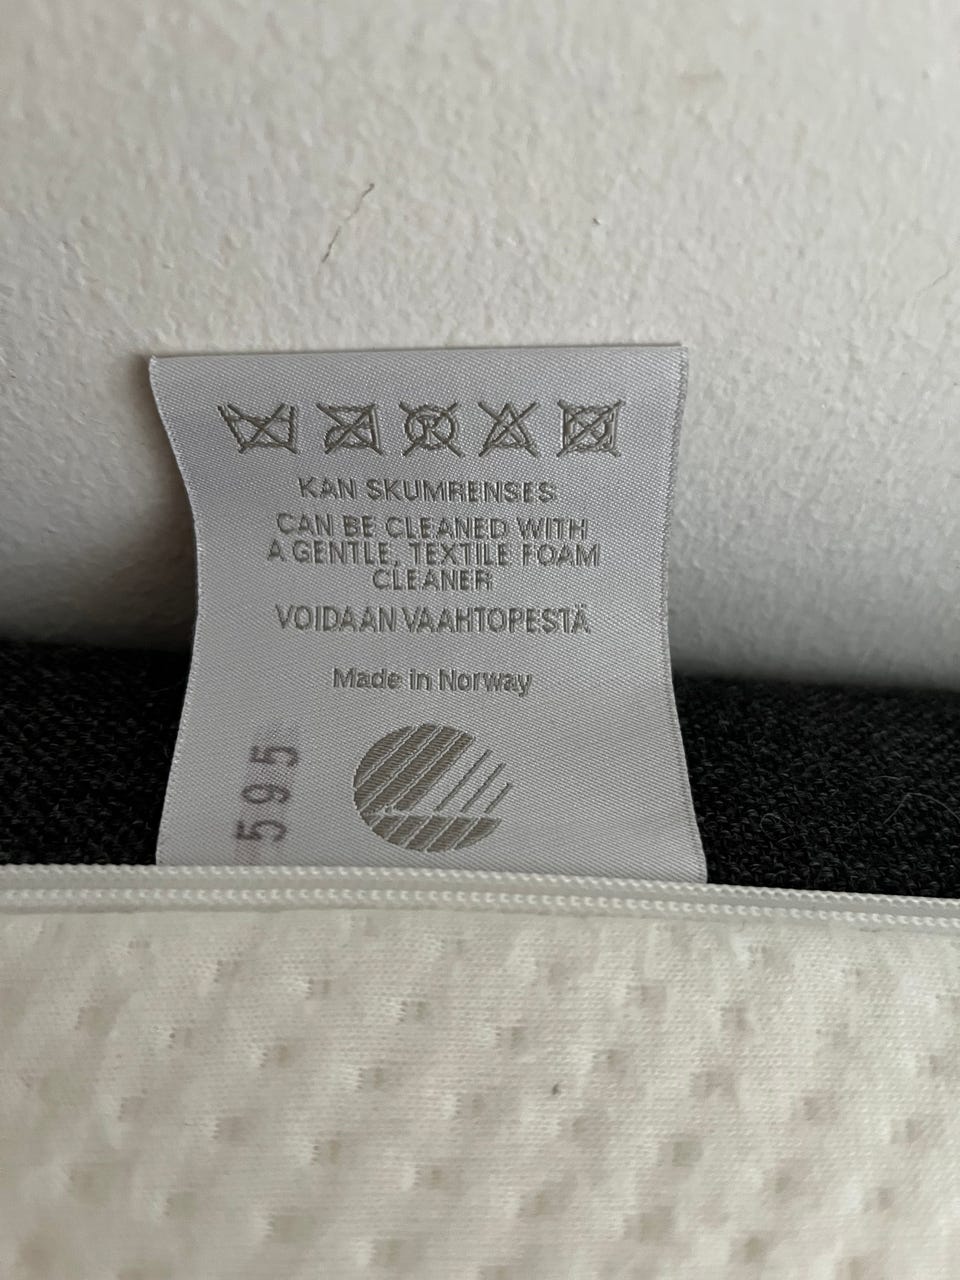 KAN SKUMRENSES
CAN BE CLEANED WITH
A GENTLE, TEXTILE FOAM
CLEANER
VOIDAAN VAAHTOPESTÄ
Made in Norway
595